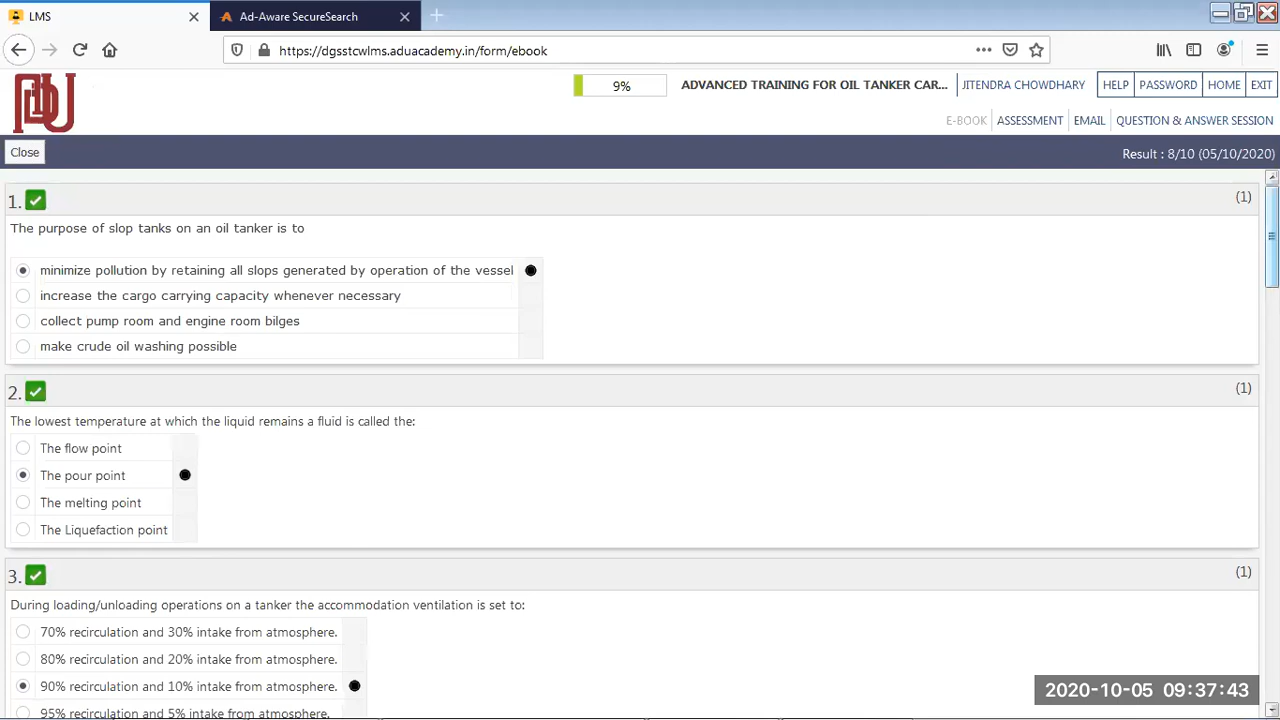 LMS
Ad-Aware SecureSearch
https://dgsstcwlms.aduacademy.in/form/ebook
9%
ADVANCED TRAINING FOR OIL TANKER CAR...
JITENDRA CHOWDHARY
HELP
PASSWORD
HOME
EXIT
E-BOOK
ASSESSMENT
EMAIL
QUESTION & ANSWER SESSION
Close
Result : 8/10 (05/10/2020)
1.
(1)
The purpose of slop tanks on an oil tanker is to
minimize pollution by retaining all slops generated by operation of the vessel
increase the cargo carrying capacity whenever necessary
collect pump room and engine room bilges
make crude oil washing possible
2.
(1)
The lowest temperature at which the liquid remains a fluid is called the:
The flow point
The pour point
The melting point
The Liquefaction point
3.
(1)
During loading/unloading operations on a tanker the accommodation ventilation is set to:
70% recirculation and 30% intake from atmosphere.
80% recirculation and 20% intake from atmosphere.
90% recirculation and 10% intake from atmosphere.
95% recirculation and 5% intake from atmosphere.
2020-10-05 09:37:43